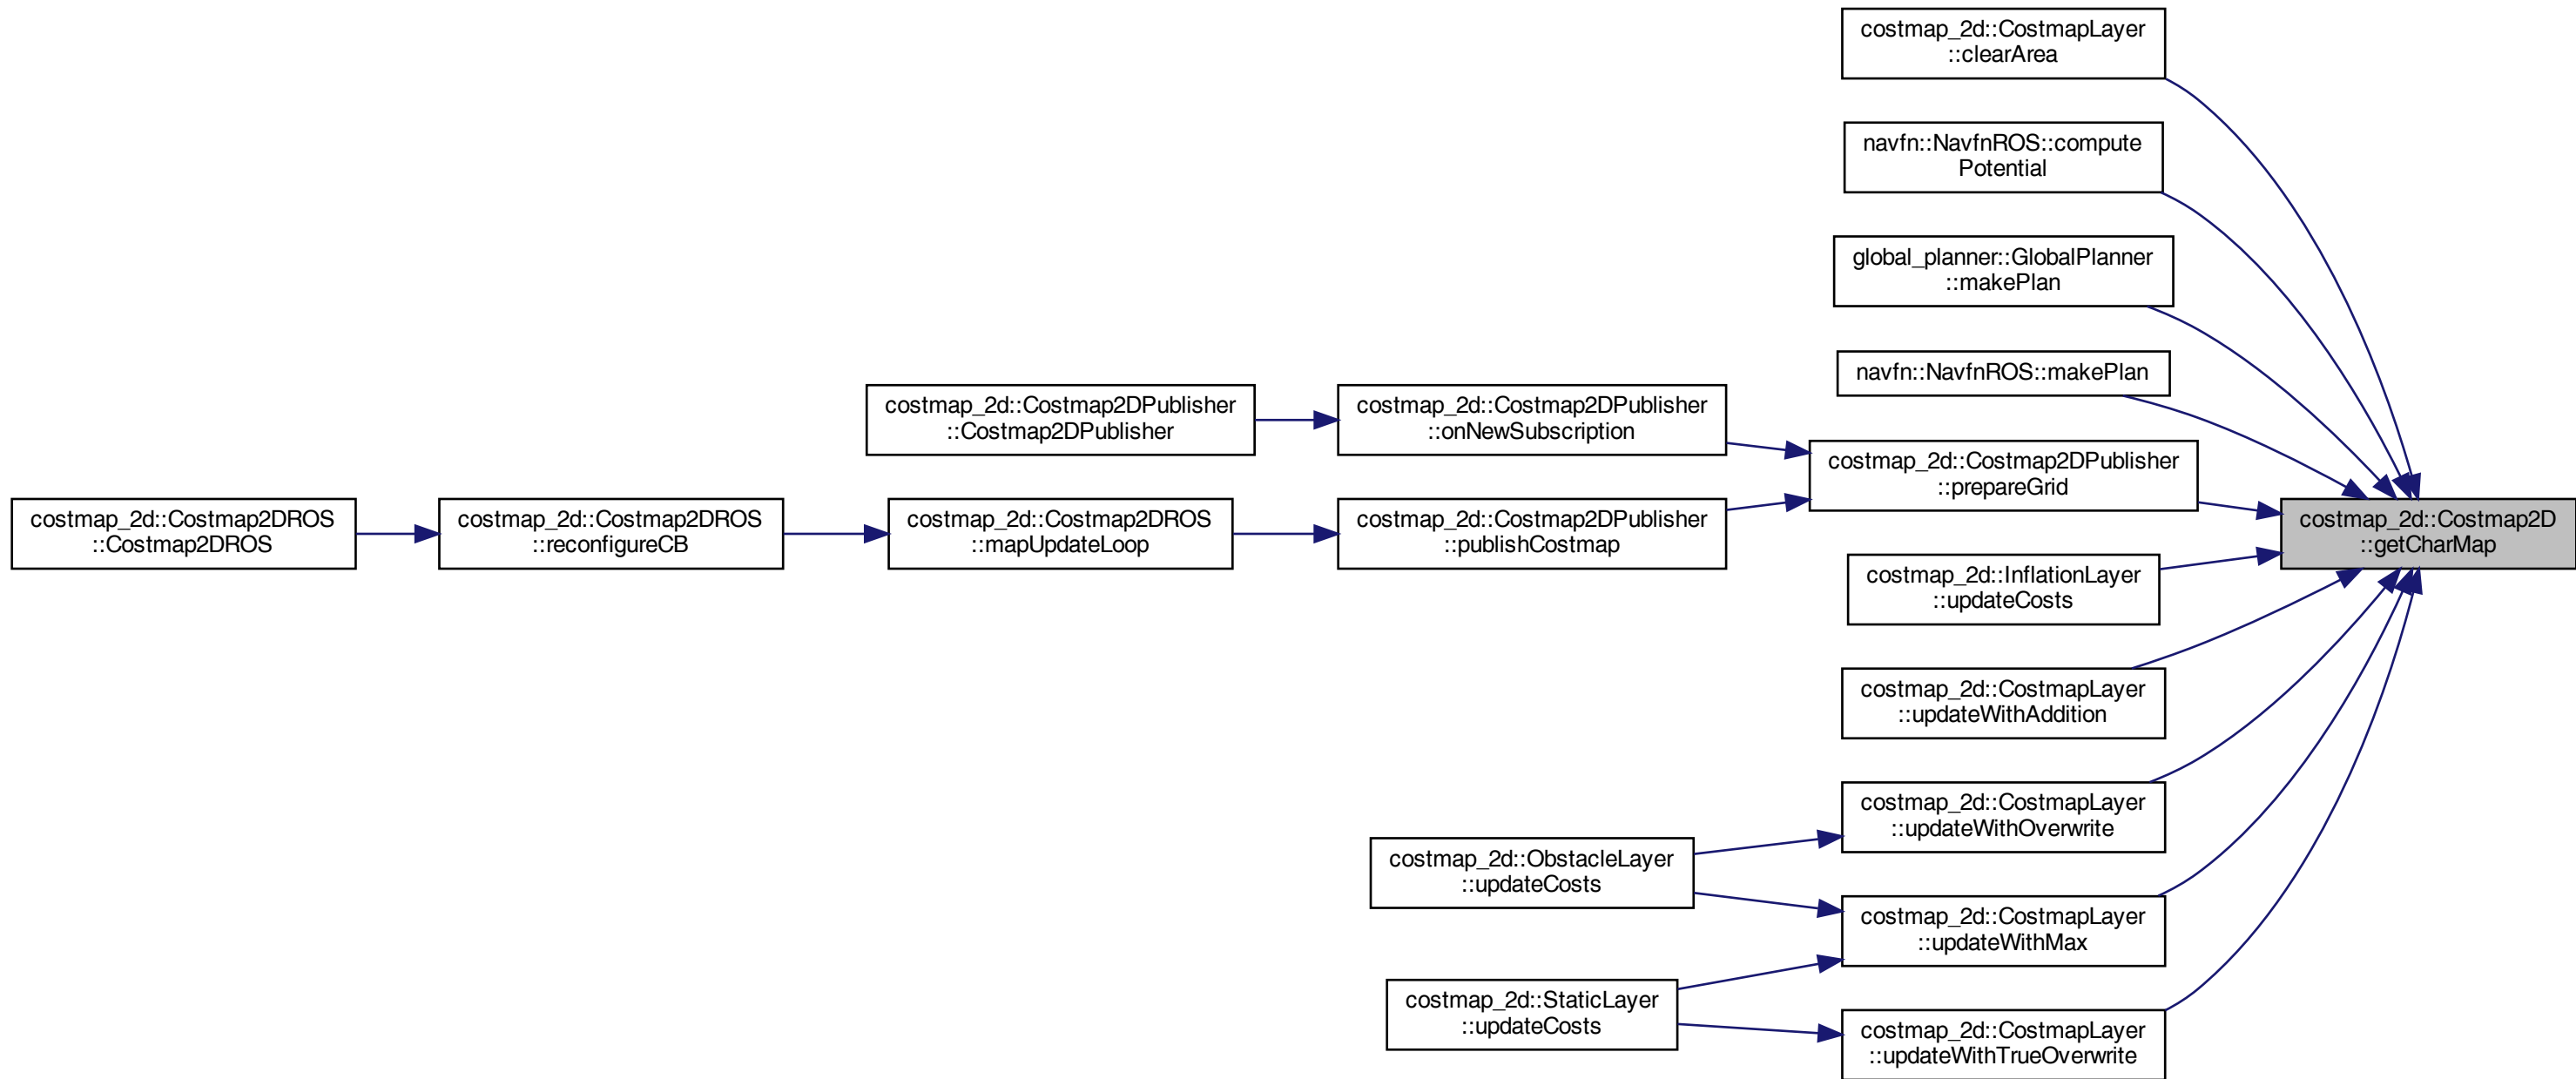 costmap_2d::CostmapLayer
::clearArea
navfn::NavfnROS::compute
Potential
global_planner::GlobalPlanner
::makePlan
navfn::NavfnROS::makePlan
costmap_2d::Costmap2DPublisher
::Costmap2DPublisher
costmap_2d::Costmap2DPublisher
::onNewSubscription
costmap_2d::Costmap2DPublisher
::prepareGrid
costmap_2d::Costmap2DROS
::Costmap2DROS
costmap_2d::Costmap2DROS
::reconfigureCB
costmap_2d::Costmap2DROS
::mapUpdateLoop
costmap_2d::Costmap2DPublisher
::publishCostmap
costmap_2d::Costmap2D
::getCharMap
costmap_2d::InflationLayer
::updateCosts
costmap_2d::CostmapLayer
::updateWithAddition
costmap_2d::CostmapLayer
::updateWithOverwrite
costmap_2d::ObstacleLayer
::updateCosts
costmap_2d::CostmapLayer
::updateWithMax
costmap_2d::StaticLayer
::updateCosts
costmap_2d::CostmapLayer
::updateWithTrueOverwrite